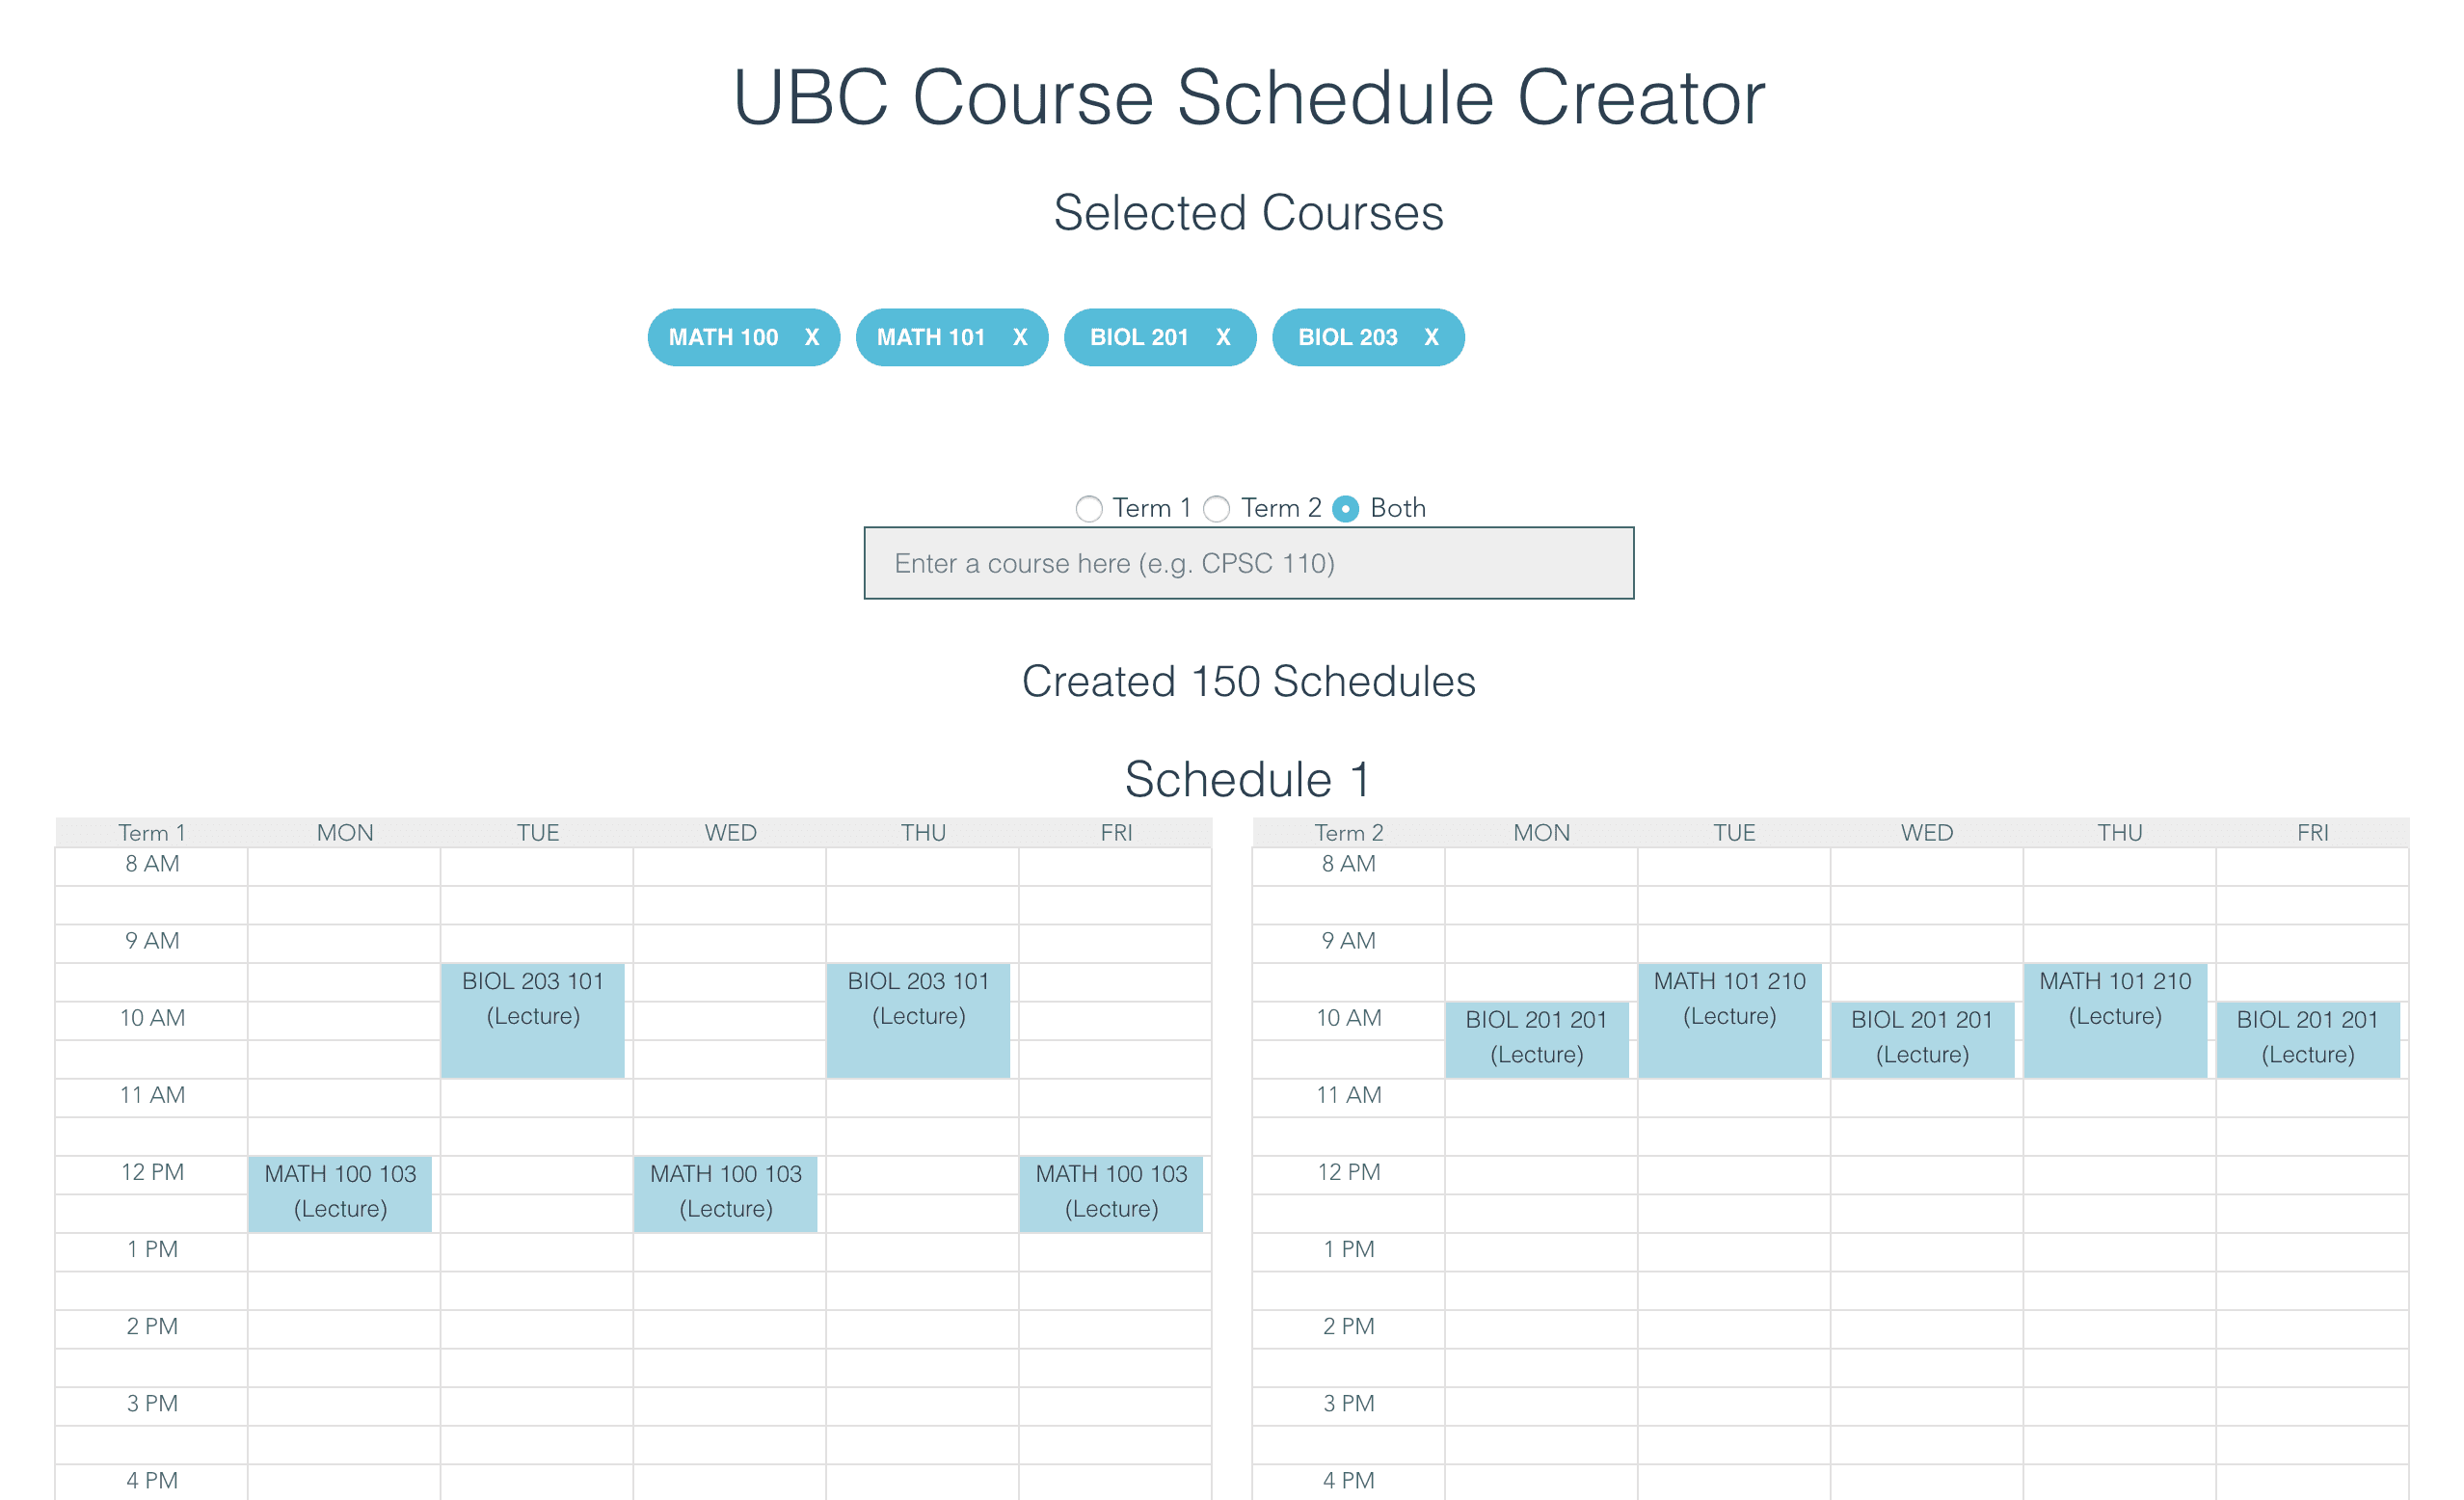 UBC Course Schedule Creator
Selected Courses
MATH 100 X MATH 101 X BIOL 201 X BIOL 203 X
Term 1 Term 2 Both
Enter a course here (e.g. CPSC 110)
Created 150 Schedules
Schedule 1
Term 1 MON TUE WED THU FRI
8 AM
9 AM
BIOL 203 101 BIOL 203 101
(Lecture) (Lecture)
10 AM
11 AM
12 PM
MATH 100 103 MATH 100 103 MATH 100 103
(Lecture) (Lecture) (Lecture)
1 PM
2 PM
3 PM
4 PM
Term 2 MON TUE WED THU FRI
8 AM
9 AM
MATH 101 210 MATH 101 210
(Lecture) (Lecture)
10 AM
BIOL 201 201 BIOL 201 201 BIOL 201 201
(Lecture) (Lecture) (Lecture)
11 AM
12 PM
1 PM
2 PM
3 PM
4 PM